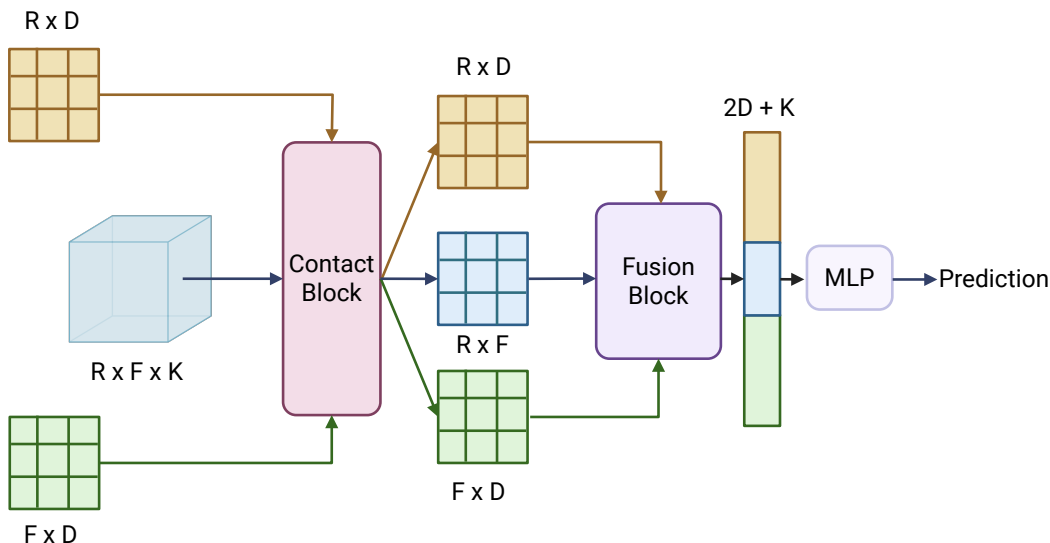 R x D
R x D
2D + K
Contact
Block
Fusion
Block
MLP
Prediction
R x F x K
R x F
F x D
F x D